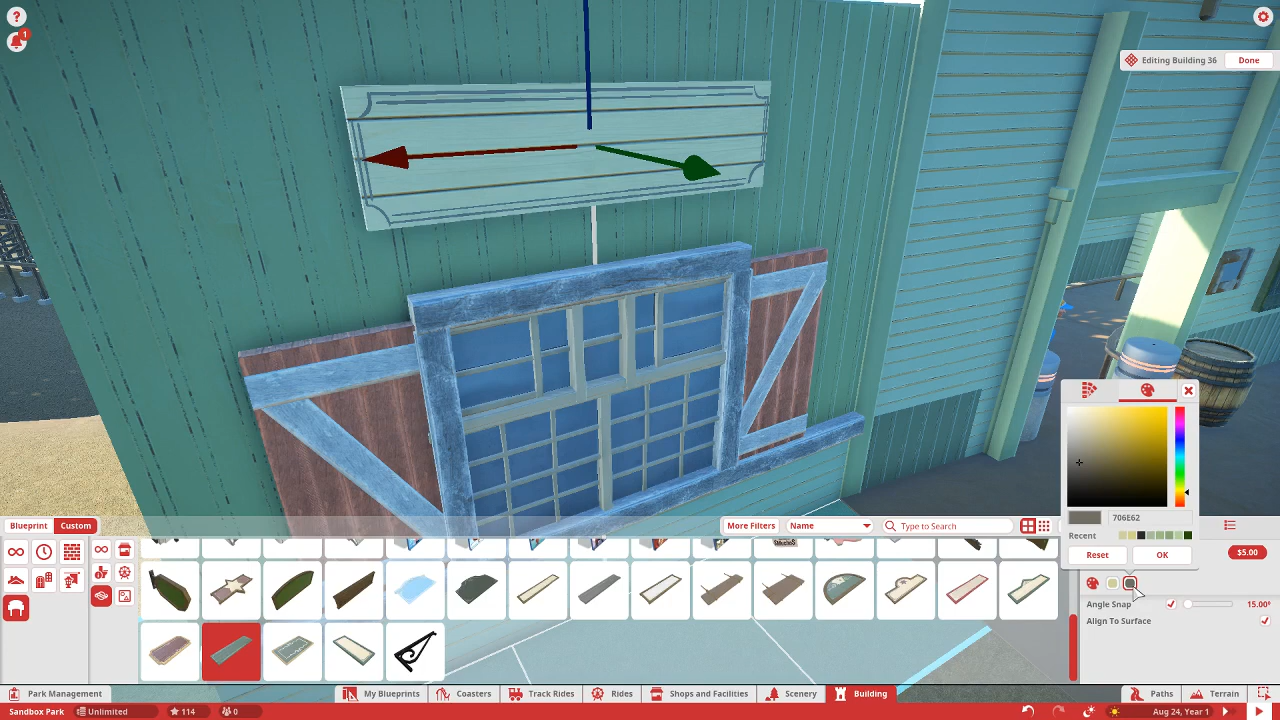 ?
1
Editing Building 36
Done
706E62
Recent
Reset
OK
Blueprint
Custom
More Filters
Name
Type to Search
$5.00
Angle Snap
15.00°
Align To Surface
Park Management
My Blueprints
Coasters
Track Rides
Rides
Shops and Facilities
Scenery
Building
Paths
Terrain
Sandbox Park
Unlimited
114
0
Aug 24, Year 1